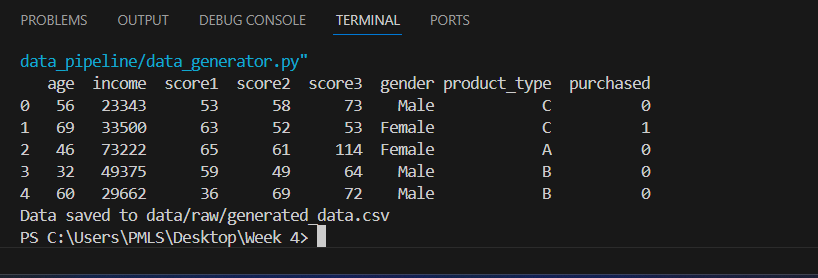 PROBLEMS OUTPUT DEBUG CONSOLE TERMINAL PORTS
data_pipeline/data_generator.py"
   age  income  score1  score2  score3  gender product_type  purchased
0   56   23343      53      58      73    Male            C          0
1   69   33500      63      52      53  Female            C          1
2   46   73222      65      61     114  Female            A          0
3   32   49375      59      49      64    Male            B          0
4   60   29662      36      69      72    Male            B          0
Data saved to data/raw/generated_data.csv
PS C:\Users\PMLS\Desktop\Week 4>